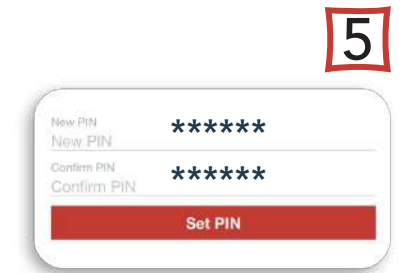 5
New PIN
New PIN ******
Confirm PIN
Confirm PIN ******
Set PIN